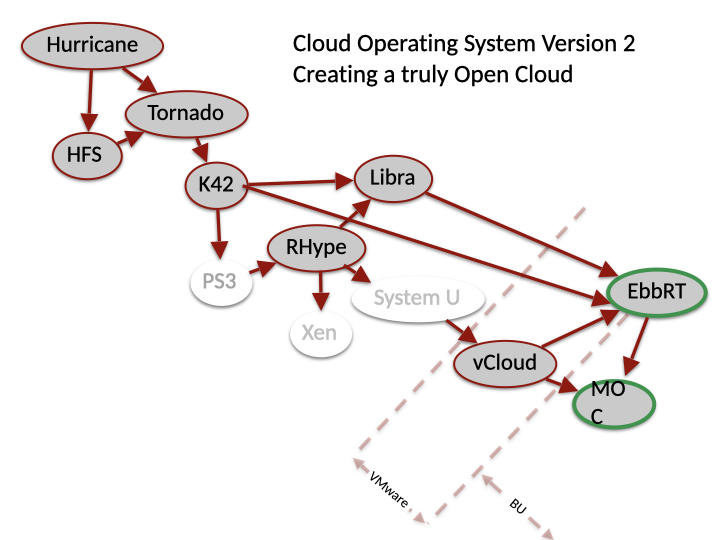 Cloud Operating System Version 2
Creating a truly Open Cloud
Hurricane
Tornado
HFS
K42
Libra
RHype
PS3
System U
EbbRT
Xen
vCloud
MO
C
VMware
BU